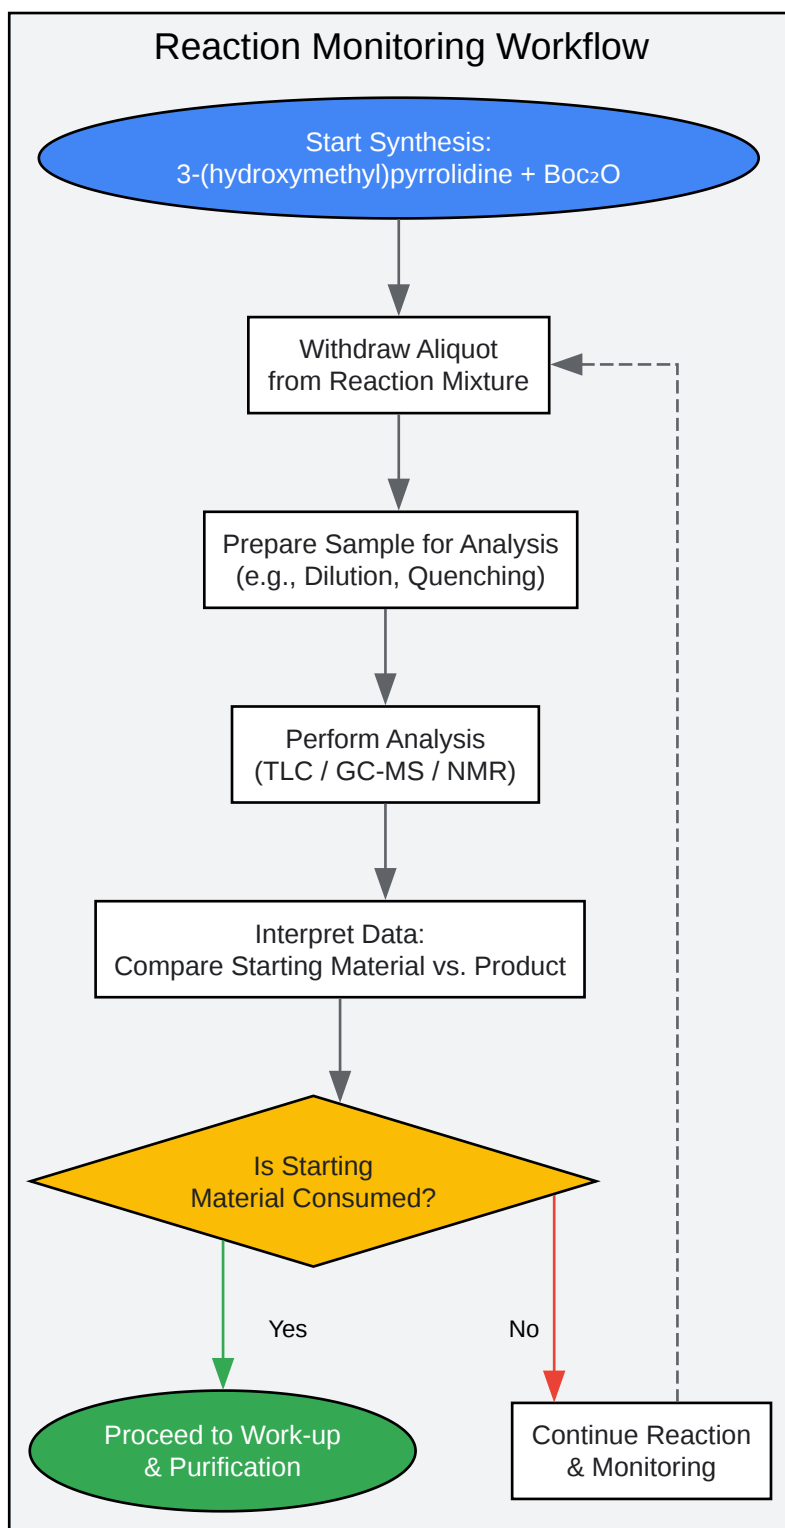 Reaction Monitoring Workflow
Start Synthesis:
3-(hydroxymethyl)pyrrolidine + Boc₂O
Withdraw Aliquot
from Reaction Mixture
Prepare Sample for Analysis
(e.g., Dilution, Quenching)
Perform Analysis
(TLC / GC-MS / NMR)
Interpret Data:
Compare Starting Material vs. Product
Is Starting
Material Consumed?
Yes
No
Proceed to Work-up
& Purification
Continue Reaction
& Monitoring